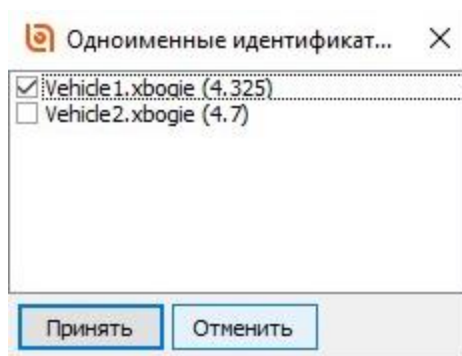 Одноименные идентификат...
Vehicle1.xbogie (4.325)
Vehicle2.xbogie (4.7)
Принять
Отменить